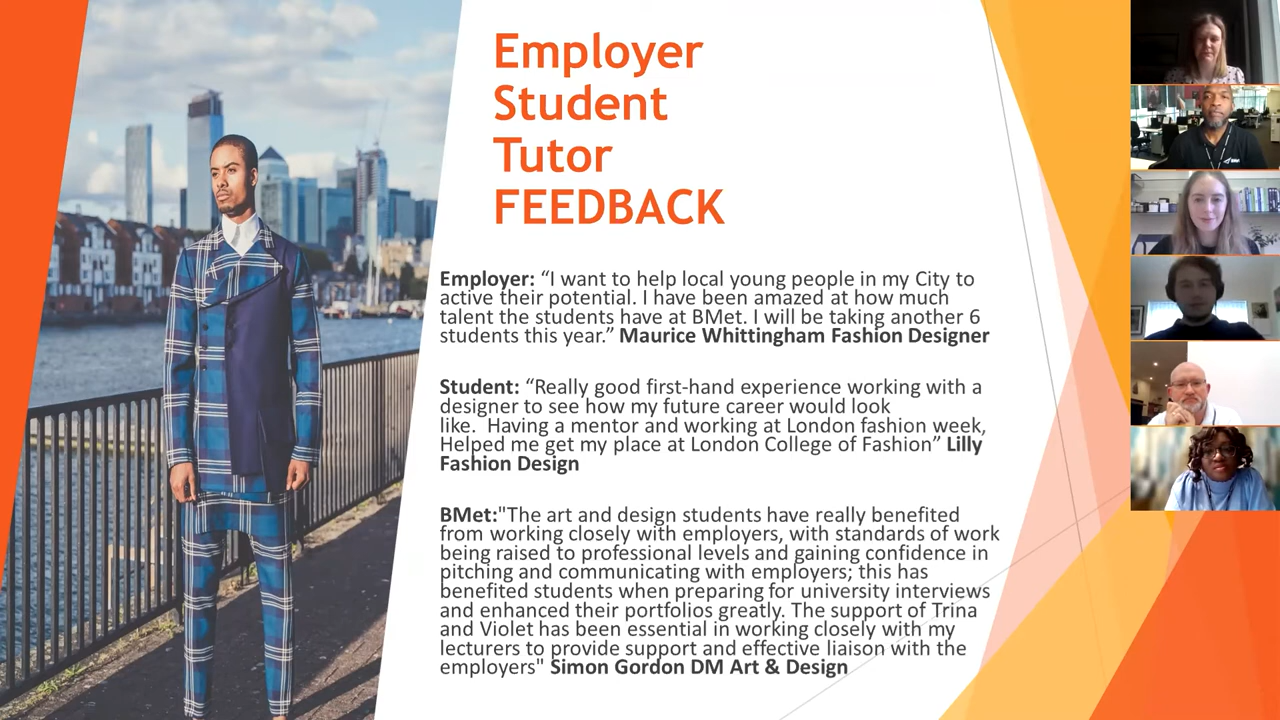 Employer
Student
Tutor
FEEDBACK
Employer: “I want to help local young people in my City to
active their potential. I have been amazed at how much
talent the students have at BMet. I will be taking another 6
students this year.” Maurice Whittingham Fashion Designer
Student: “Really good first-hand experience working with a
designer to see how my future career would look
like.  Having a mentor and working at London fashion week,
Helped me get my place at London College of Fashion” Lilly
Fashion Design
BMet:"The art and design students have really benefited
from working closely with employers, with standards of work
being raised to professional levels and gaining confidence in
pitching and communicating with employers; this has
benefited students when preparing for university interviews
and enhanced their portfolios greatly. The support of Trina
and Violet has been essential in working closely with my
lecturers to provide support and effective liaison with the
employers" Simon Gordon DM Art & Design